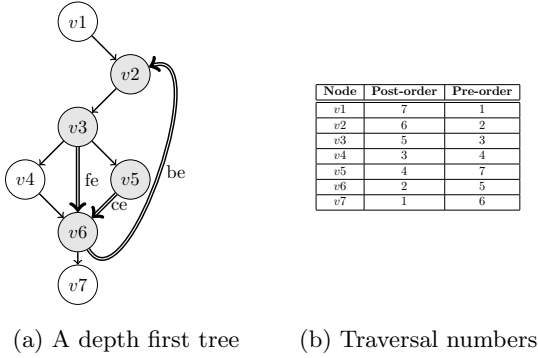 v1
v2
v3
v4
v5
fe
ce
be
v6
v7
(a) A depth first tree
Node Post-order Pre-order
v1 7 1
v2 6 2
v3 5 3
v4 3 4
v5 4 7
v6 2 5
v7 1 6
(b) Traversal numbers